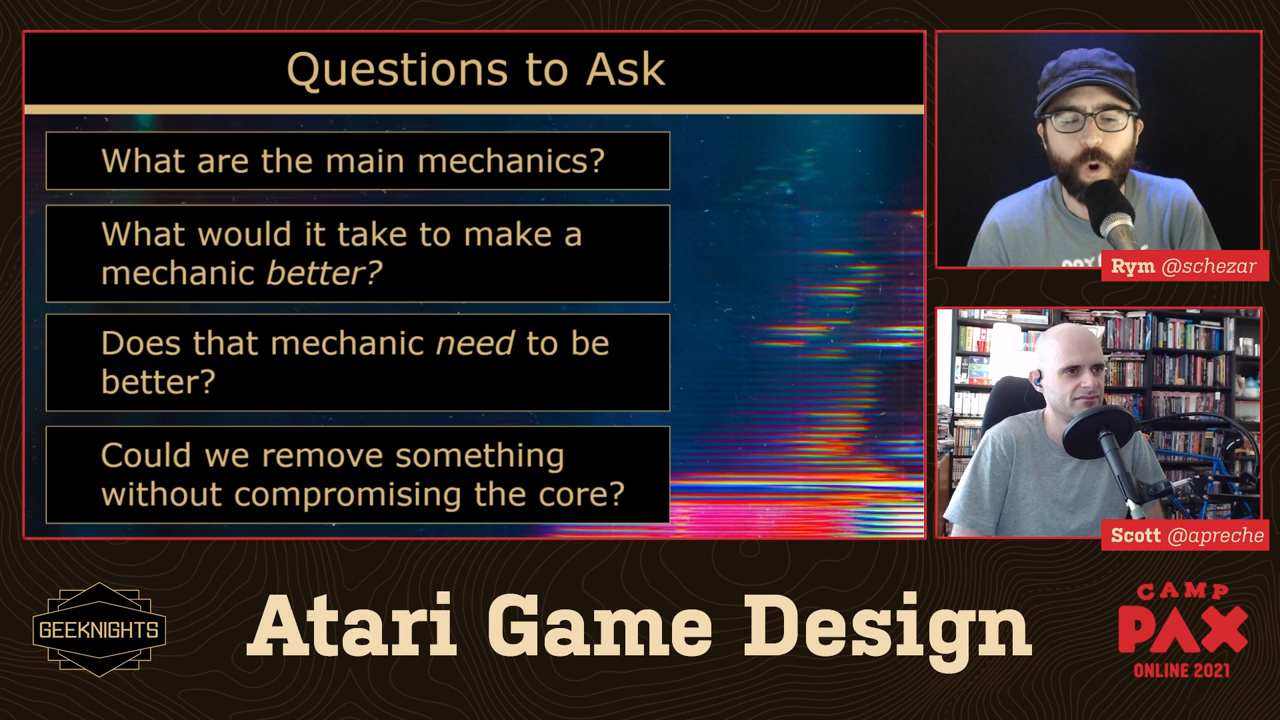 Questions to Ask
What are the main mechanics?
What would it take to make a
mechanic better?
Does that mechanic need to be
better?
Could we remove something
without compromising the core?
Rym @schezar
Scott @apreche
GEEKNIGHTS
Atari Game Design
CAMP
PAX
ONLINE 2021